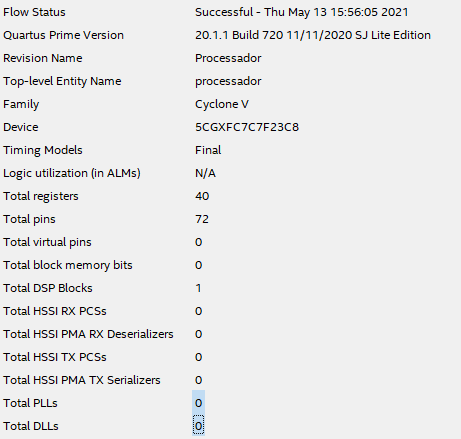 Flow Status Successful - Thu May 13 15:56:05 2021
Quartus Prime Version 20.1.1 Build 720 11/11/2020 SJ Lite Edition
Revision Name Processador
Top-level Entity Name processador
Family Cyclone V
Device 5CGXFC7C7F23C8
Timing Models Final
Logic utilization (in ALMs) N/A
Total registers 40
Total pins 72
Total virtual pins 0
Total block memory bits 0
Total DSP Blocks 1
Total HSSI RX PCSs 0
Total HSSI PMA RX Deserializers 0
Total HSSI TX PCSs 0
Total HSSI PMA TX Serializers 0
Total PLLs 0
Total DLLs 0